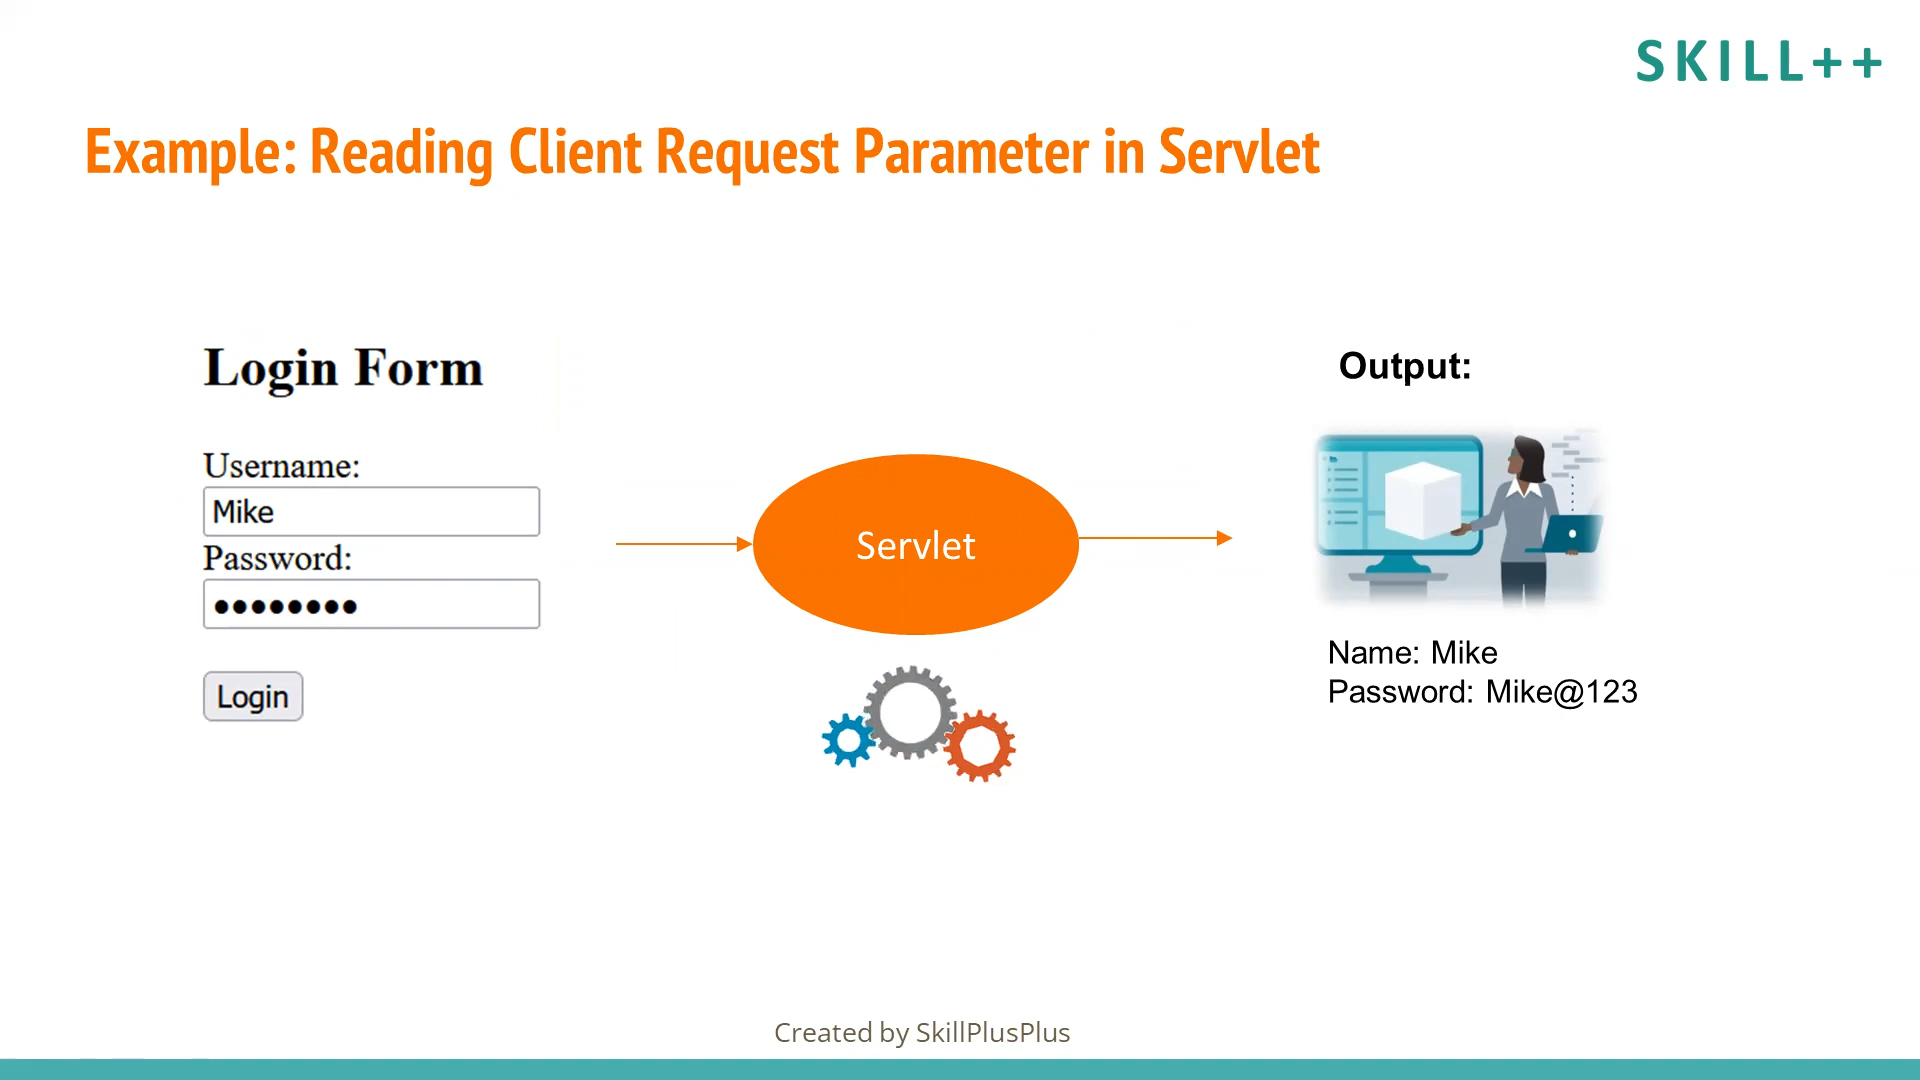 SKILL++
Example: Reading Client Request Parameter in Servlet
Login Form
Username:
Mike
Password:
••••••••
Login
Servlet
Output:
Name: Mike
Password: Mike@123
Created by SkillPlusPlus